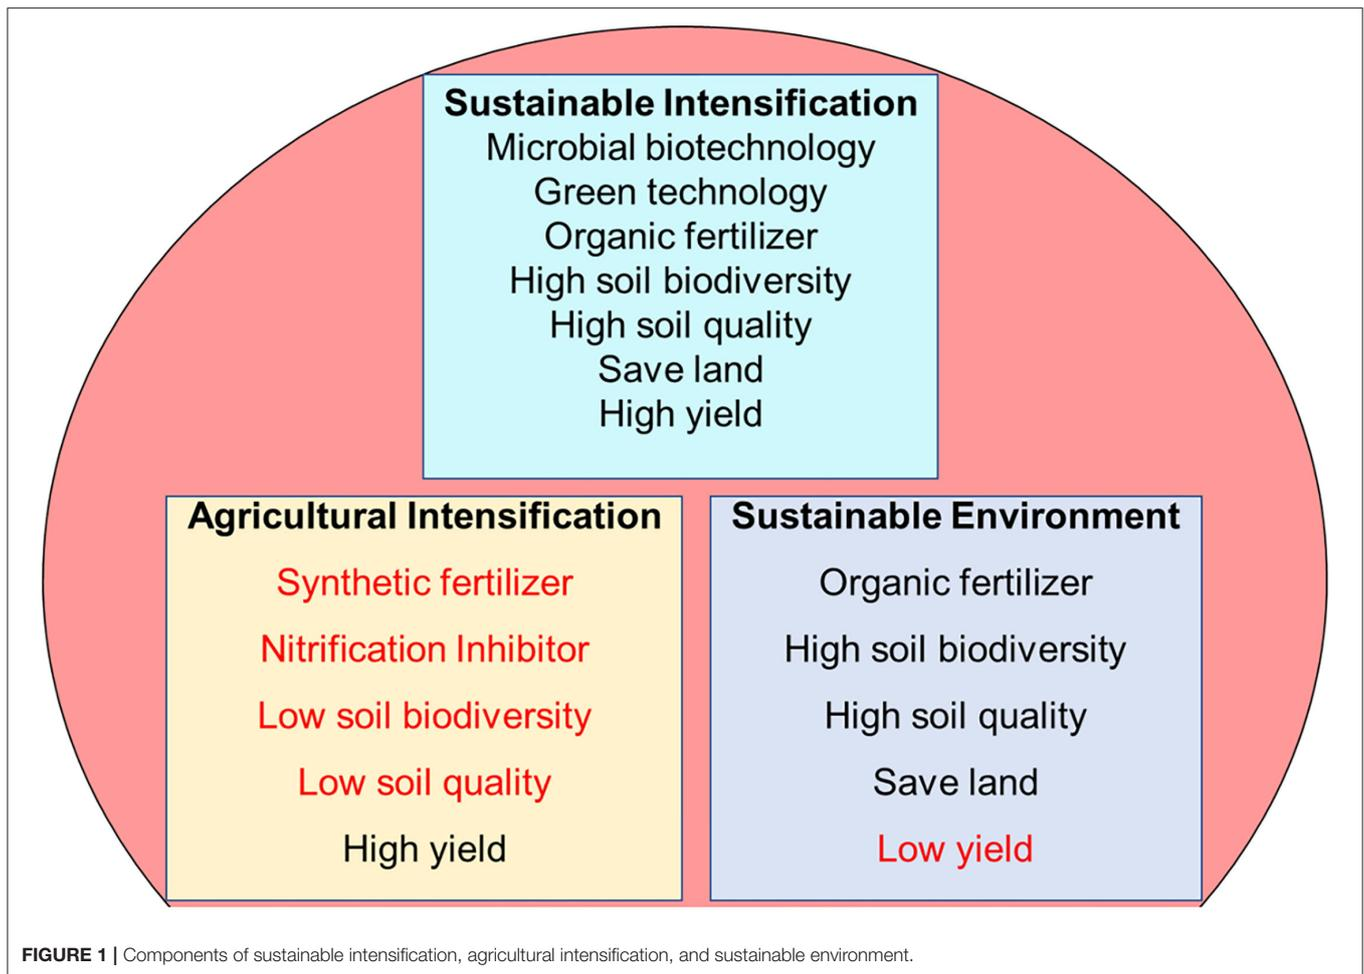 Sustainable Intensification
Microbial biotechnology
Green technology
Organic fertilizer
High soil biodiversity
High soil quality
Save land
High yield
Agricultural Intensification
Synthetic fertilizer
Nitrification Inhibitor
Low soil biodiversity
Low soil quality
High yield
Sustainable Environment
Organic fertilizer
High soil biodiversity
High soil quality
Save land
Low yield
FIGURE 1 | Components of sustainable intensification, agricultural intensification, and sustainable environment.